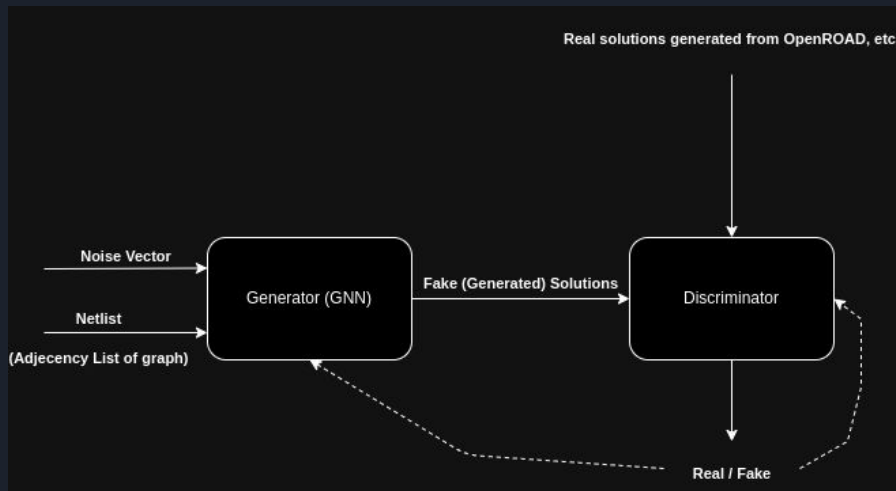 Real solutions generated from OpenROAD, etc
Noise Vector
Netlist
(Adjecency List of graph)
Generator (GNN)
Fake (Generated) Solutions
Discriminator
Real / Fake